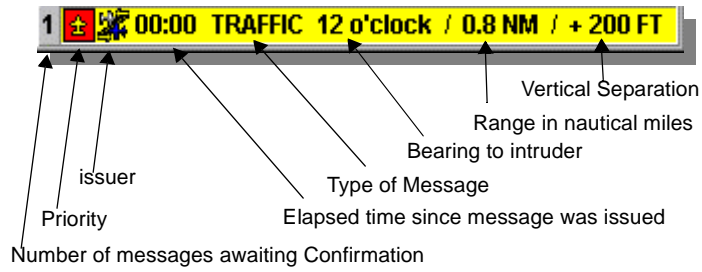 1 ± 00:00 TRAFFIC 12 o'clock / 0.8 NM / + 200 FT
Vertical Separation
Range in nautical miles
Bearing to intruder
issuer
Type of Message
Priority
Elapsed time since message was issued
Number of messages awaiting Confirmation